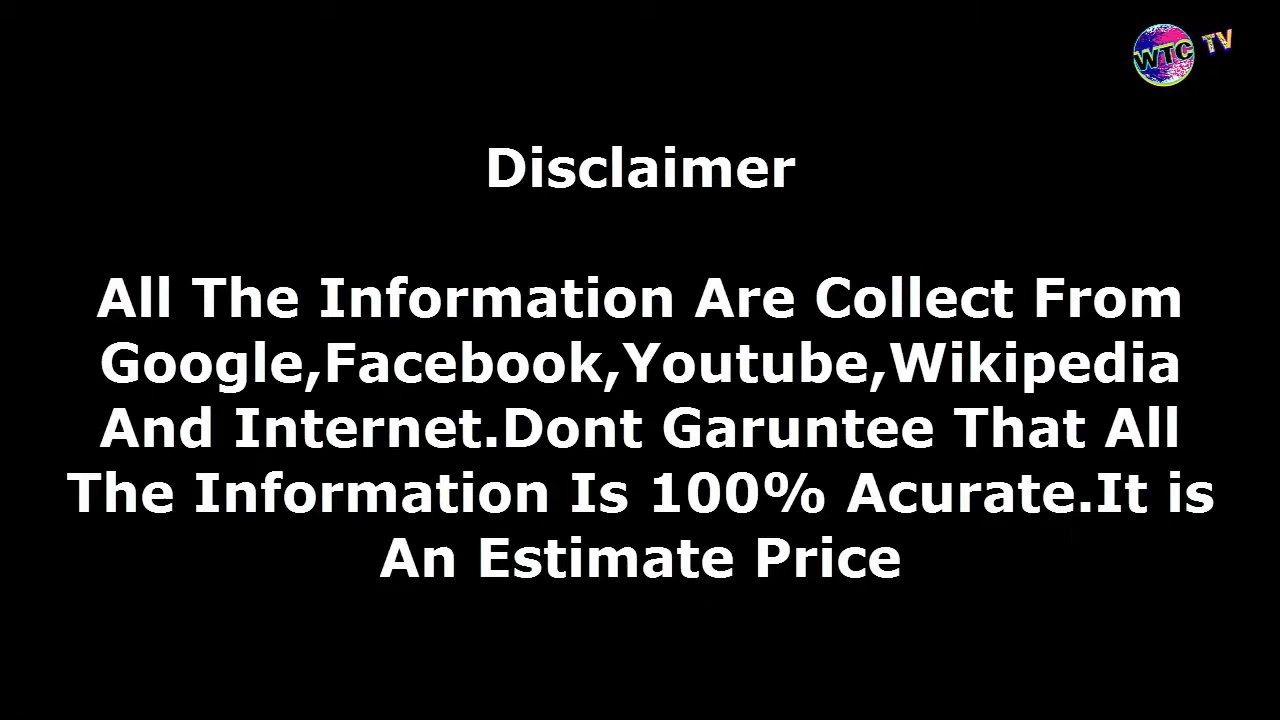 WTC TV
Disclaimer
All The Information Are Collect From
Google,Facebook,Youtube,Wikipedia
And Internet.Dont Garuntee That All
The Information Is 100% Acurate.It is
An Estimate Price